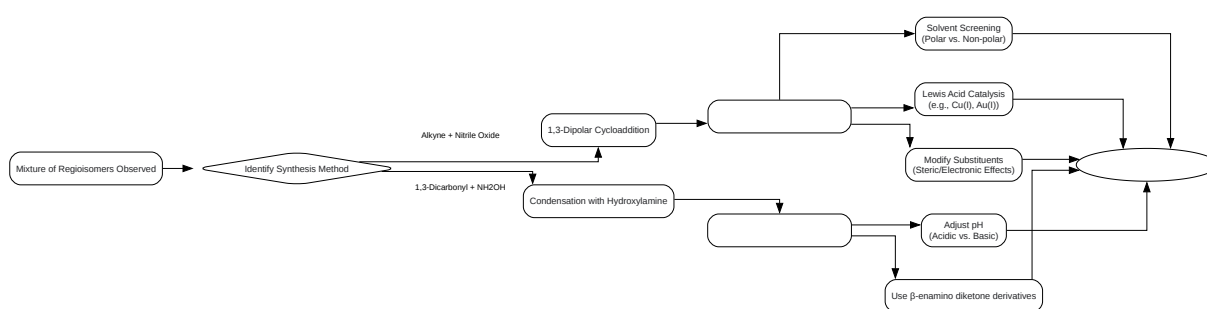 Mixture of Regioisomers Observed
Identify Synthesis Method
Alkyne + Nitrile Oxide
1,3-Dicarbonyl + NH2OH
1,3-Dipolar Cycloaddition
Condensation with Hydroxylamine
Solvent Screening
(Polar vs. Non-polar)
Lewis Acid Catalysis
(e.g., Cu(I), Au(I))
Modify Substituents
(Steric/Electronic Effects)
Adjust pH
(Acidic vs. Basic)
Use β-enamino diketone derivatives